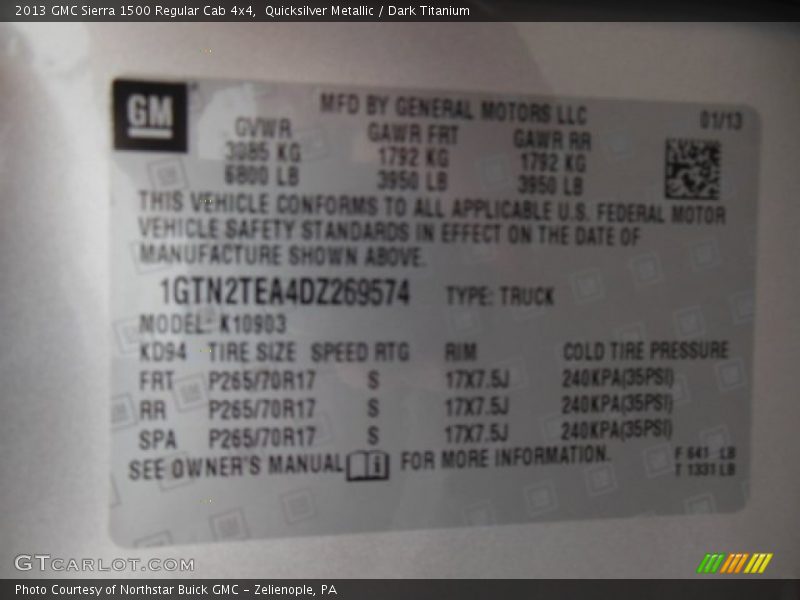 2013 GMC Sierra 1500 Regular Cab 4x4,  Quicksilver Metallic / Dark Titanium
GM
MFD BY GENERAL MOTORS LLC
01/13
GVWR GAWR FRT GAWR RR
3085 KG 1792 KG 1792 KG
6800 LB 3950 LB 3950 LB
THIS VEHICLE CONFORMS TO ALL APPLICABLE U.S. FEDERAL MOTOR
VEHICLE SAFETY STANDARDS IN EFFECT ON THE DATE OF
MANUFACTURE SHOWN ABOVE.
1GTN2TEA4DZ269574 TYPE: TRUCK
MODEL: K10903
KD94 TIRE SIZE SPEED RTG RIM COLD TIRE PRESSURE
FRT P265/70R17 S 17X7.5J 240KPA(35PSI)
RR P265/70R17 S 17X7.5J 240KPA(35PSI)
SPA P265/70R17 S 17X7.5J 240KPA(35PSI)
SEE OWNER'S MANUAL FOR MORE INFORMATION.
F 641 LB
T 1331 LB
GTCARLOT.COM
Photo Courtesy of Northstar Buick GMC - Zelienople, PA